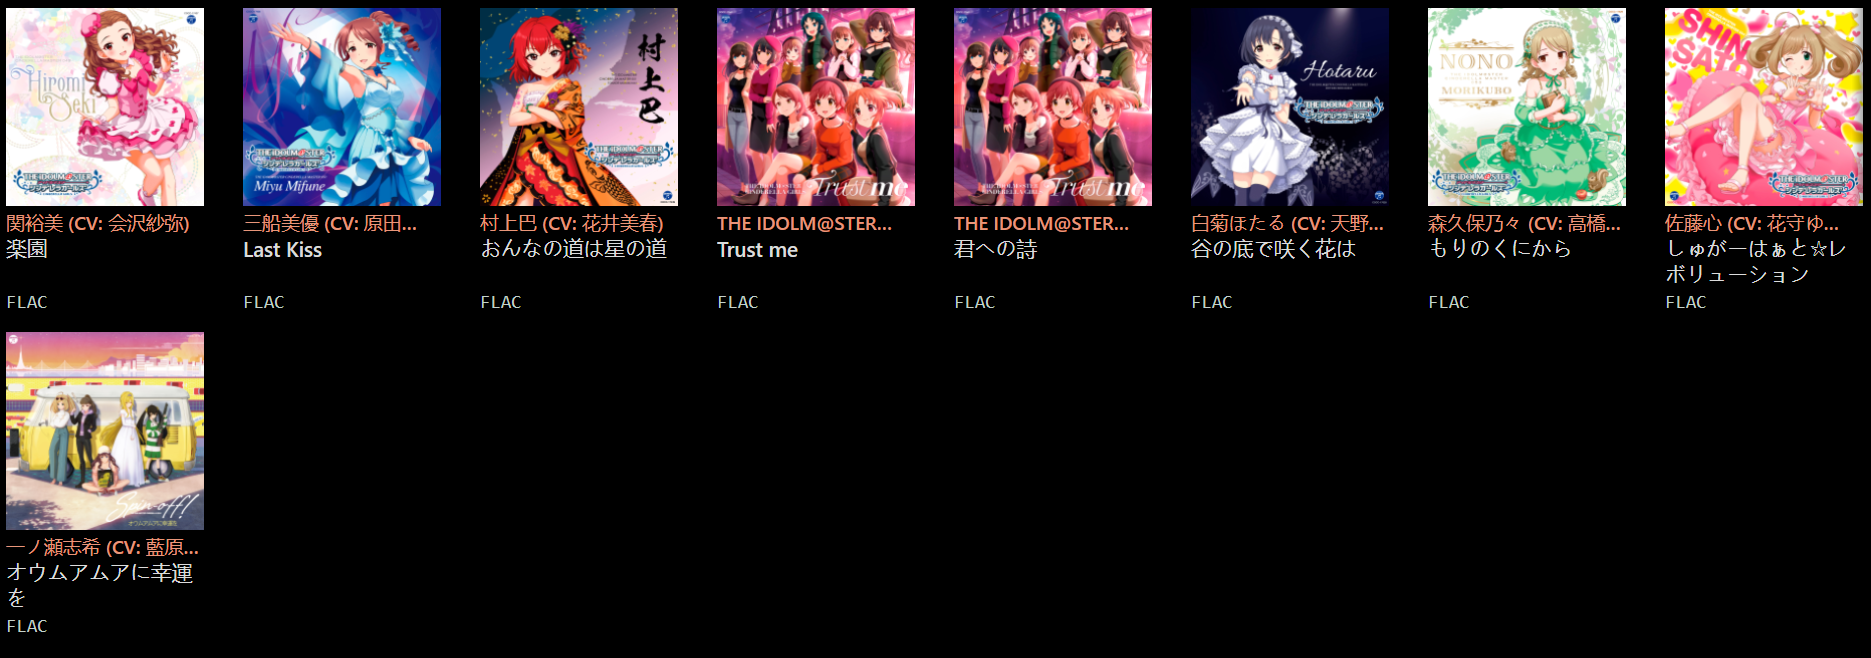 Hiromi
Seki
THE IDOLM@STER
シンデレラガールズ
関裕美 (CV: 会沢紗弥)
楽園
FLAC
THE IDOLM@STER
シンデレラガールズ
Miyu Mifune
三船美優 (CV: 原田...
Last Kiss
FLAC
村上巴
THE IDOLM@STER
シンデレラガールズ
村上巴 (CV: 花井美春)
おんなの道は星の道
FLAC
THE IDOLM@STER
CINDERELLA GIRLS
Trust me
THE IDOLM@STER...
Trust me
FLAC
THE IDOLM@STER
CINDERELLA GIRLS
Trust me
THE IDOLM@STER...
君への詩
FLAC
Hotaru
THE IDOLM@STER
シンデレラガールズ
白菊ほたる (CV: 天野...
谷の底で咲く花は
FLAC
NONO
MORIKUBO
THE IDOLM@STER
シンデレラガールズ
森久保乃々 (CV: 高橋...
もりのくにから
FLAC
SHIN
SATO
THE IDOLM@STER
シンデレラガールズ
佐藤心 (CV: 花守ゆ...
しゅがーはぁと☆レ
ボリューション
FLAC
Spin-off!
オウムアムアに幸運を
一ノ瀬志希 (CV: 藍原...
オウムアムアに幸運
を
FLAC